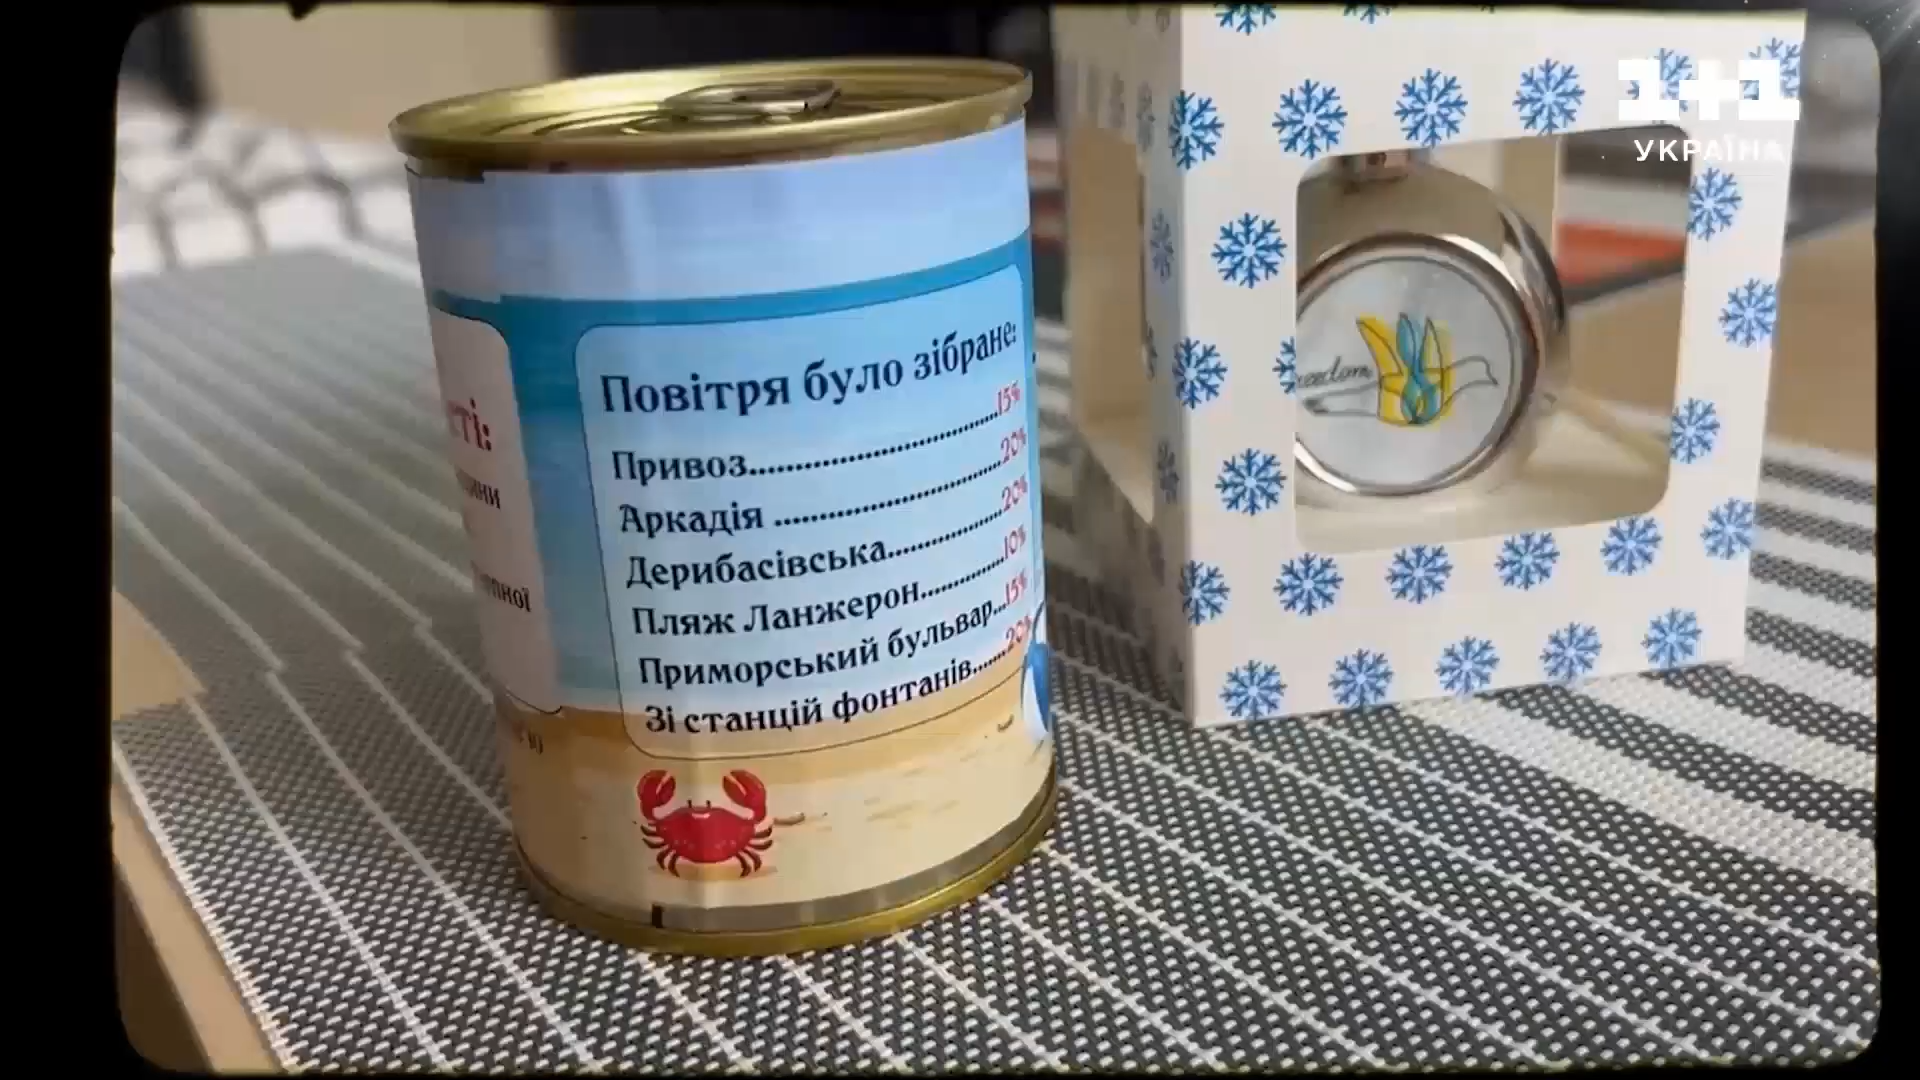 1+1
УКРАЇНА
Повітря було зібране:
Привоз..............................15%
Аркадія ...........................20%
Дерибасівська.............20%
Пляж Ланжерон..........10%
Приморський бульвар...15%
Зі станцій фонтанів......20%